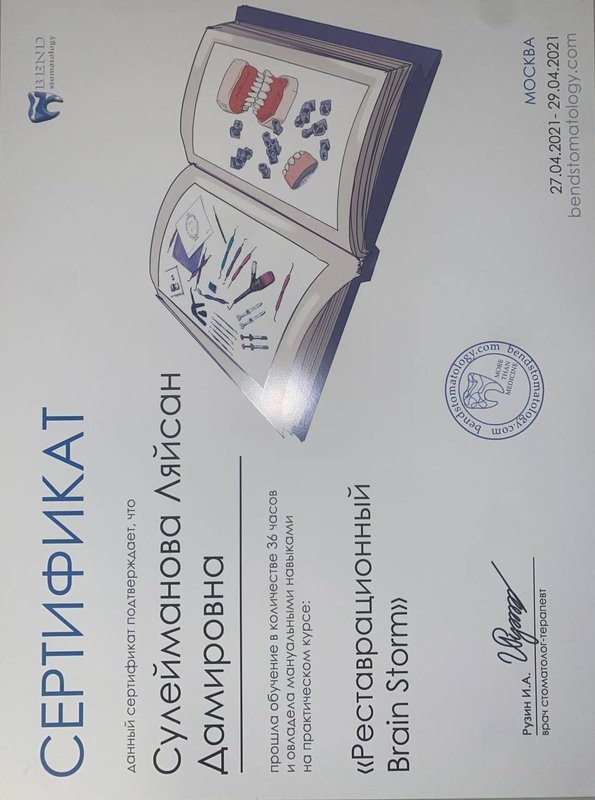 BEND
stomatology
СЕРТИФИКАТ
данный сертификат подтверждает, что
Сулейманова Ляйсан
Дамировна
прошла обучение в количестве 36 часов
и овладела мануальными навыками
на практическом курсе:
«Реставрационный
Brain Storm»
Рузин И.А.
врач стоматолог-терапевт
bendstomatology.com bendstomatology.com
MORE
THAN
MEDICINE
МОСКВА
27.04.2021- 29.04.2021
bendstomatology.com